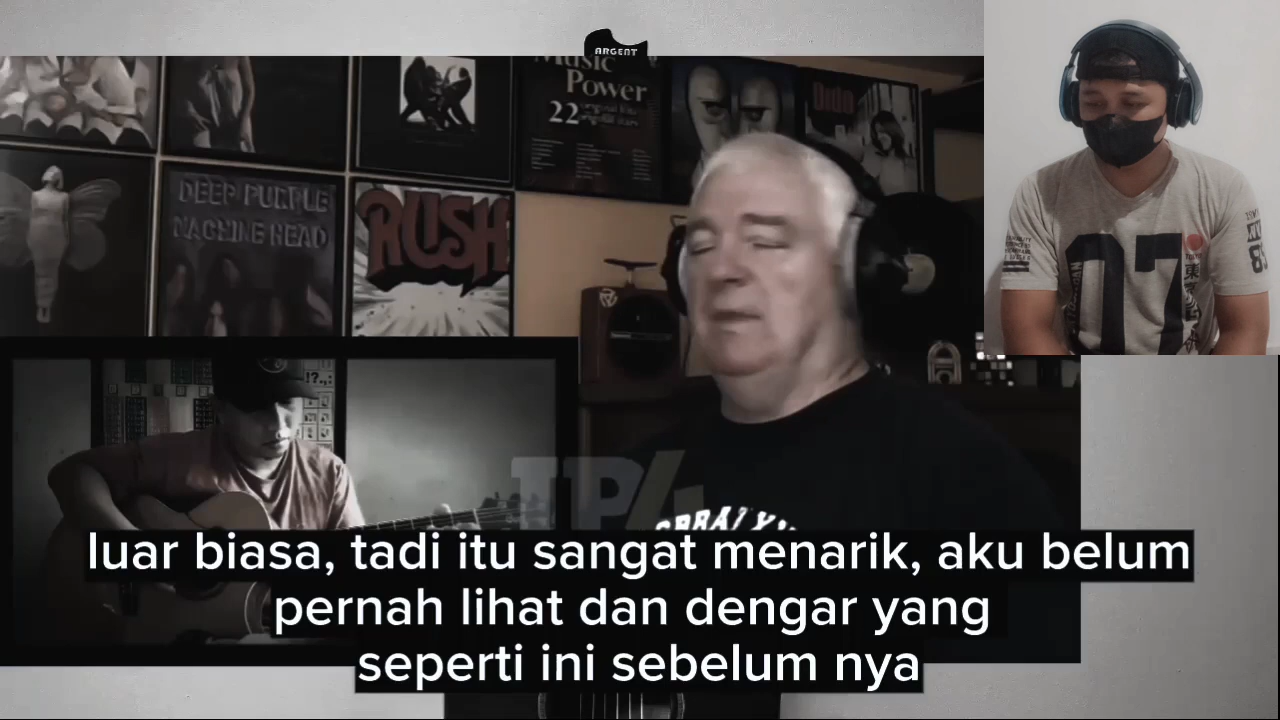 ARGENT
Music
Power
22
Dido
DEEP PURPLE
MACHINE HEAD
RUSH
07
!?.,:
luar biasa, tadi itu sangat menarik, aku belum
pernah lihat dan dengar yang
seperti ini sebelum nya